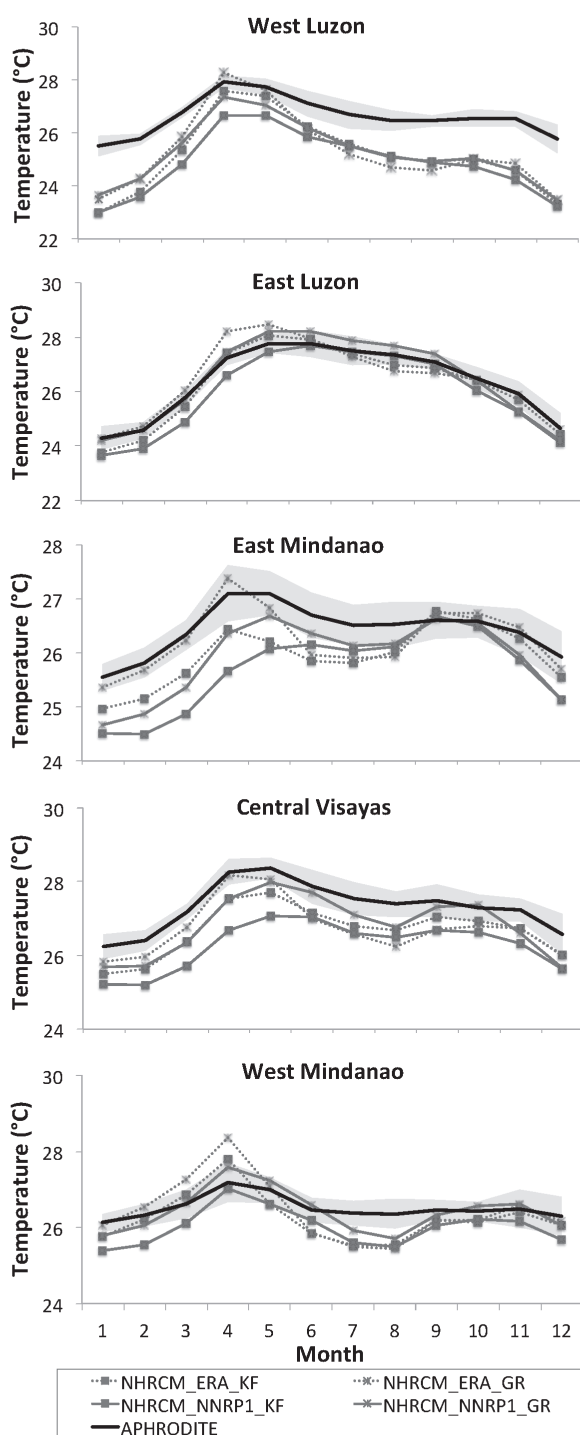 West Luzon
Temperature (°C)
30
28
26
24
22
East Luzon
Temperature (°C)
30
28
26
24
22
East Mindanao
Temperature (°C)
28
27
26
25
24
Central Visayas
Temperature (°C)
30
28
26
24
West Mindanao
Temperature (°C)
30
28
26
24
1 2 3 4 5 6 7 8 9 10 11 12
Month
NHRCM_ERA_KF NHRCM_ERA_GR
NHRCM_NNRP1_KF NHRCM_NNRP1_GR
APHRODITE